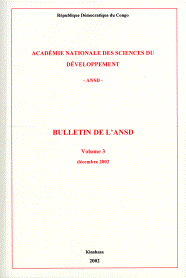 République Démocratique du Congo
ACADÉMIE NATIONALE DES SCIENCES DU
DÉVELOPPEMENT
- ANSD -
BULLETIN DE L'ANSD
Volume 3
décembre 2002
Kinshasa
2002